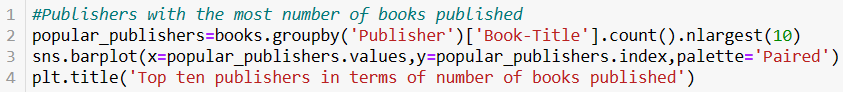 1 #Publishers with the most number of books published
2 popular_publishers=books.groupby('Publisher')['Book-Title'].count().nlargest(10)
3 sns.barplot(x=popular_publishers.values,y=popular_publishers.index,palette='Paired')
4 plt.title('Top ten publishers in terms of number of books published')